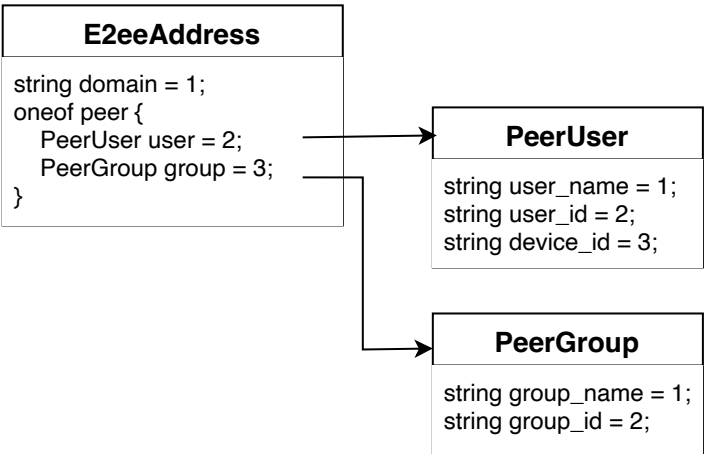 E2eeAddress
string domain = 1;
oneof peer {
PeerUser user = 2;
PeerGroup group = 3;
}
PeerUser
string user_name = 1;
string user_id = 2;
string device_id = 3;
PeerGroup
string group_name = 1;
string group_id = 2;